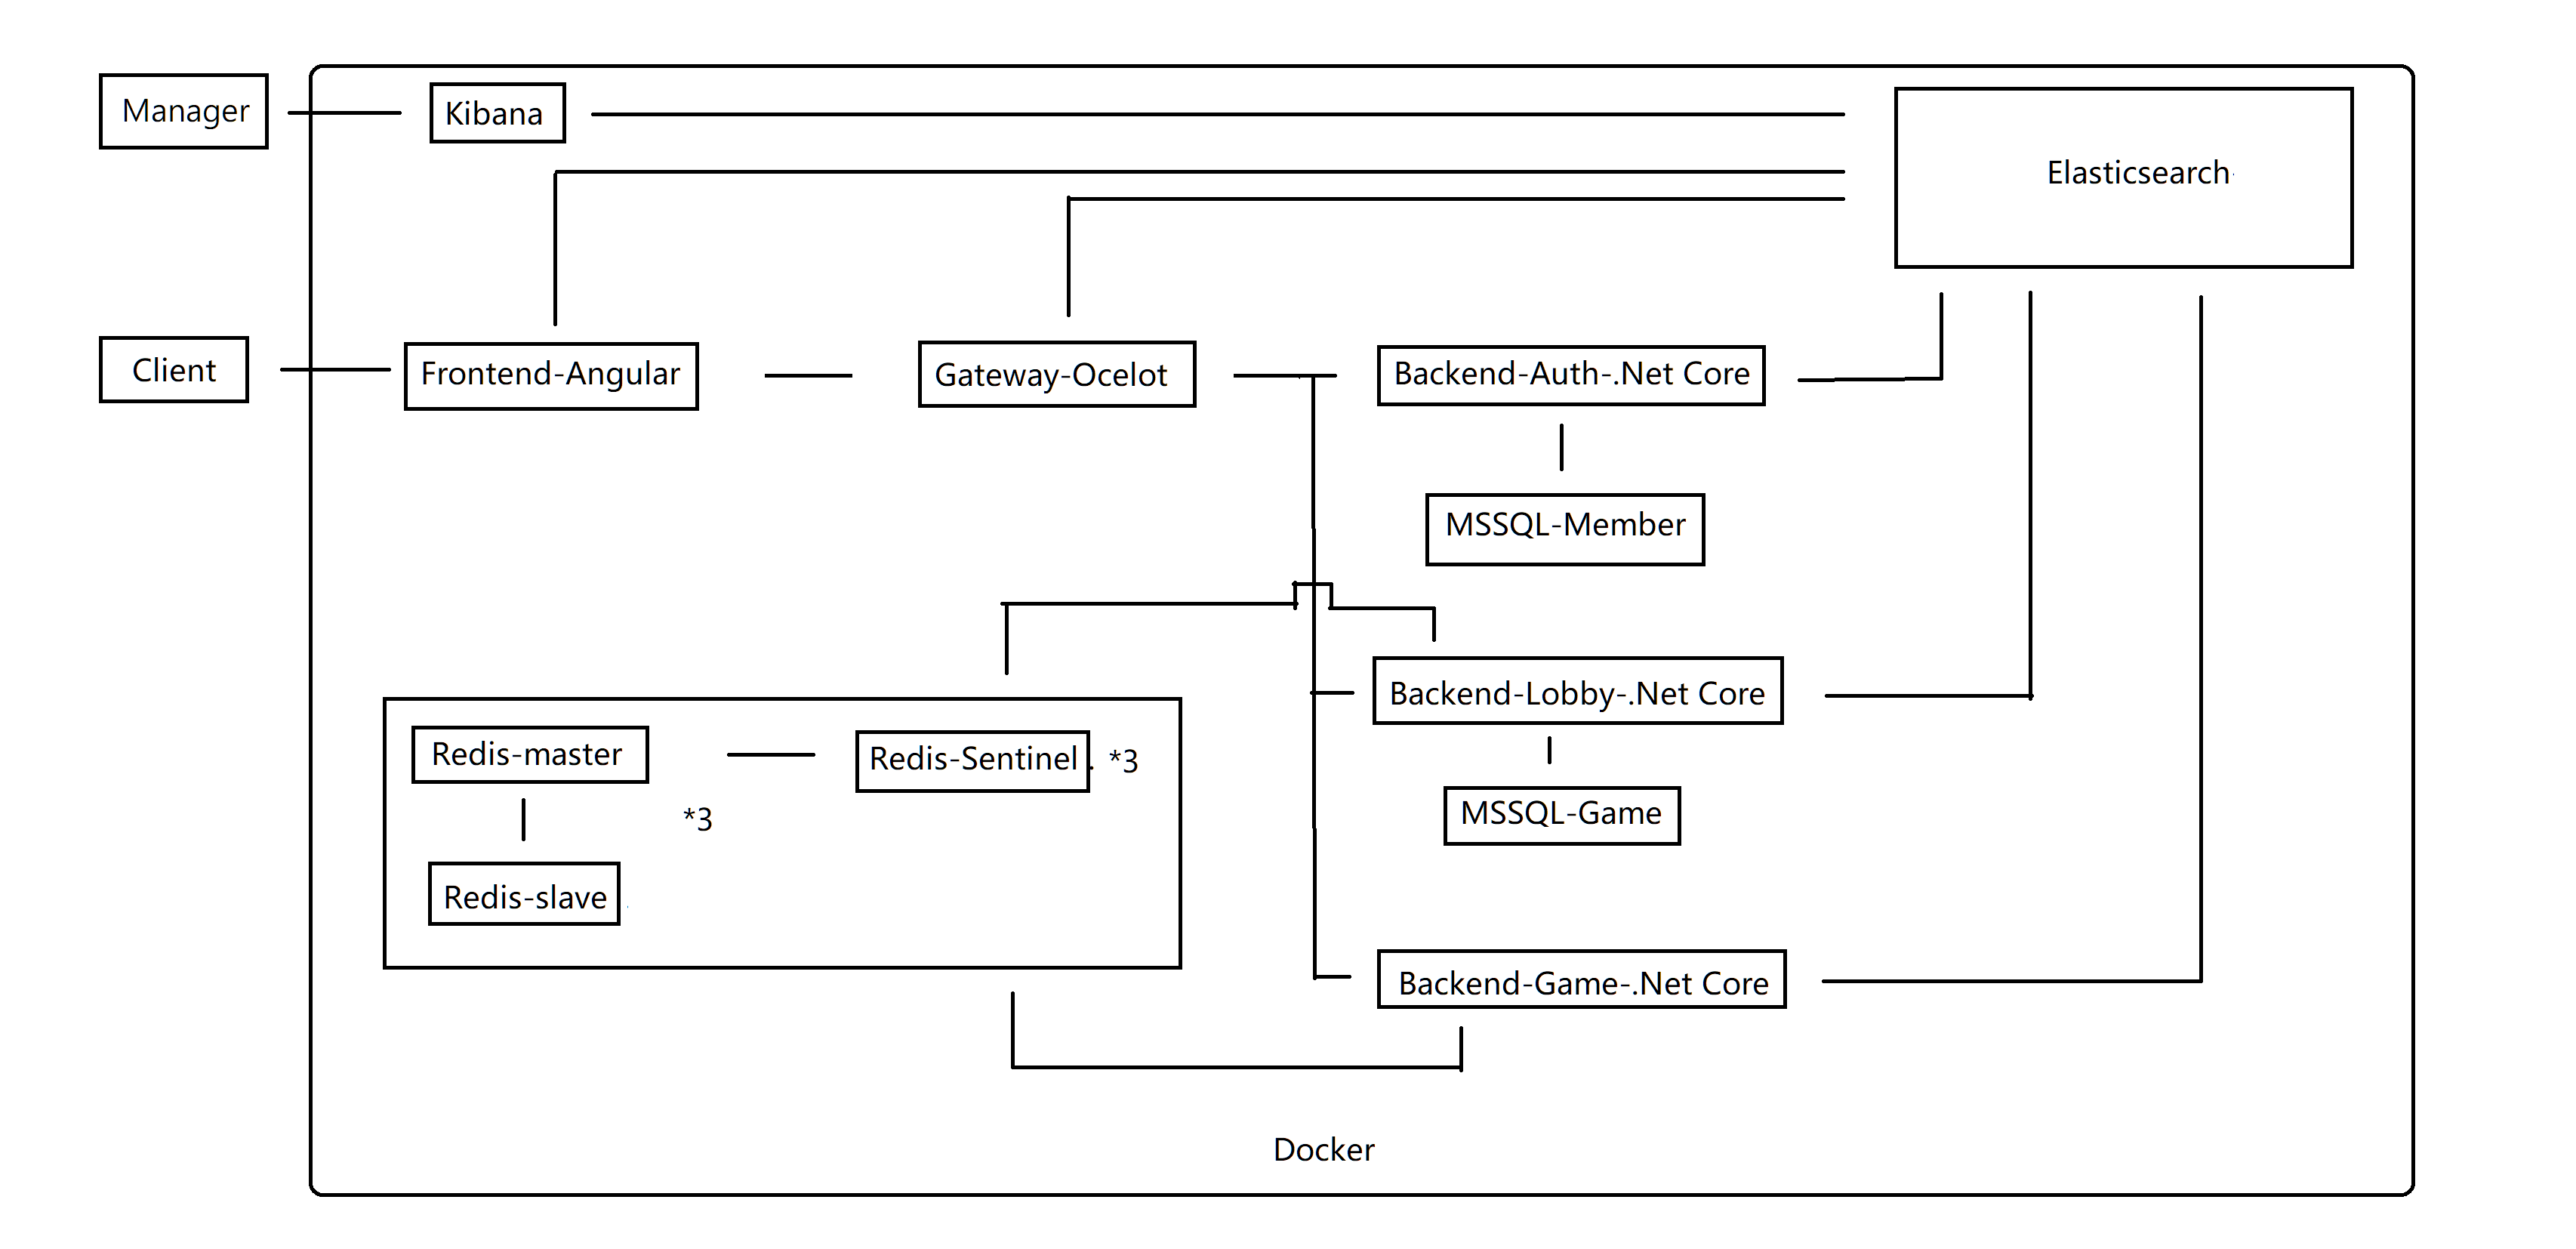 Manager
Kibana
Elasticsearch
Client
Frontend-Angular
Gateway-Ocelot
Backend-Auth-.Net Core
MSSQL-Member
Backend-Lobby-.Net Core
Redis-master
Redis-Sentinel
*3
*3
MSSQL-Game
Redis-slave
Backend-Game-.Net Core
Docker